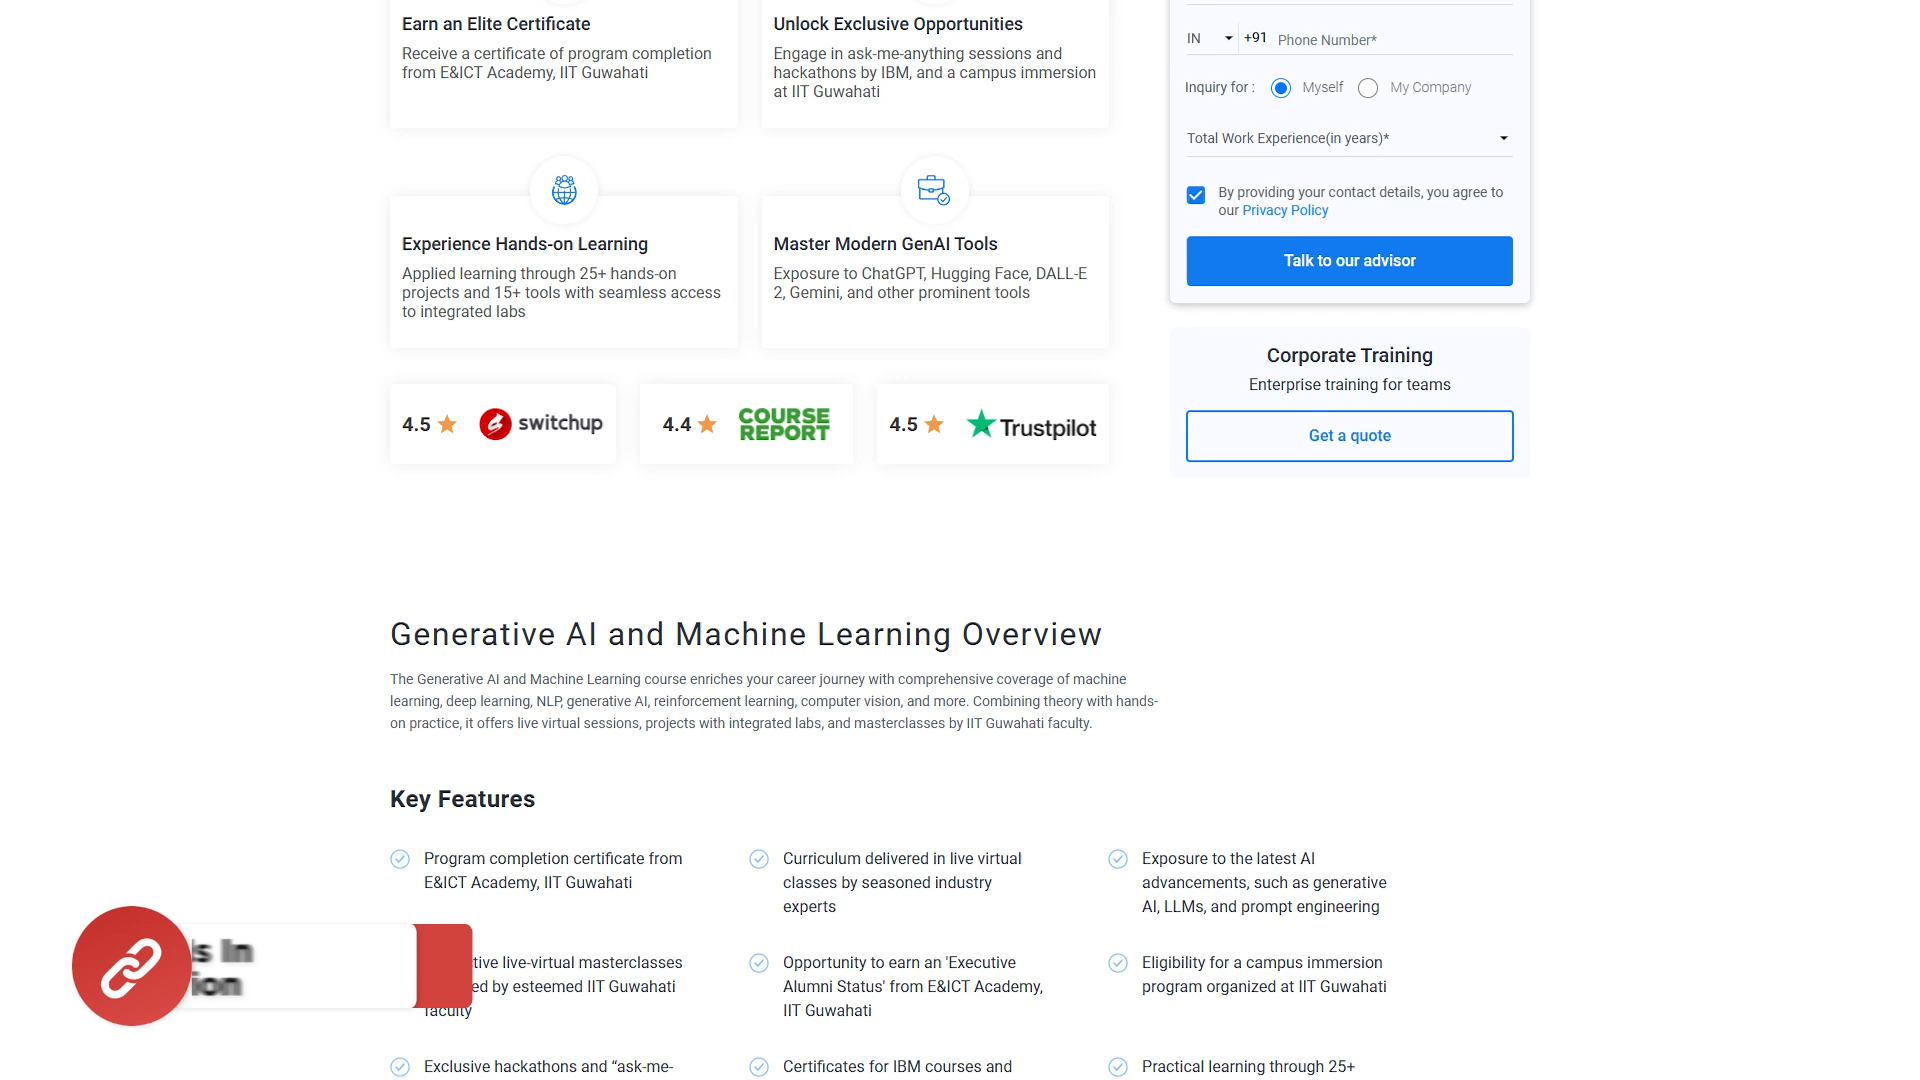 Earn an Elite Certificate
Receive a certificate of program completion
from E&ICT Academy, IIT Guwahati
Unlock Exclusive Opportunities
Engage in ask-me-anything sessions and
hackathons by IBM, and a campus immersion
at IIT Guwahati
IN +91 Phone Number*
Inquiry for : Myself My Company
Total Work Experience(in years)*
By providing your contact details, you agree to
our Privacy Policy
Talk to our advisor
Experience Hands-on Learning
Applied learning through 25+ hands-on
projects and 15+ tools with seamless access
to integrated labs
Master Modern GenAI Tools
Exposure to ChatGPT, Hugging Face, DALL-E
2, Gemini, and other prominent tools
Corporate Training
Enterprise training for teams
Get a quote
4.5 switchup
4.4 COURSE
REPORT
4.5 Trustpilot
Generative AI and Machine Learning Overview
The Generative AI and Machine Learning course enriches your career journey with comprehensive coverage of machine
learning, deep learning, NLP, generative AI, reinforcement learning, computer vision, and more. Combining theory with hands-
on practice, it offers live virtual sessions, projects with integrated labs, and masterclasses by IIT Guwahati faculty.
Key Features
Program completion certificate from
E&ICT Academy, IIT Guwahati
Curriculum delivered in live virtual
classes by seasoned industry
experts
Exposure to the latest AI
advancements, such as generative
AI, LLMs, and prompt engineering
live-virtual masterclasses
by esteemed IIT Guwahati
faculty
Opportunity to earn an 'Executive
Alumni Status' from E&ICT Academy,
IIT Guwahati
Eligibility for a campus immersion
program organized at IIT Guwahati
In
Exclusive hackathons and “ask-me-
Certificates for IBM courses and
Practical learning through 25+